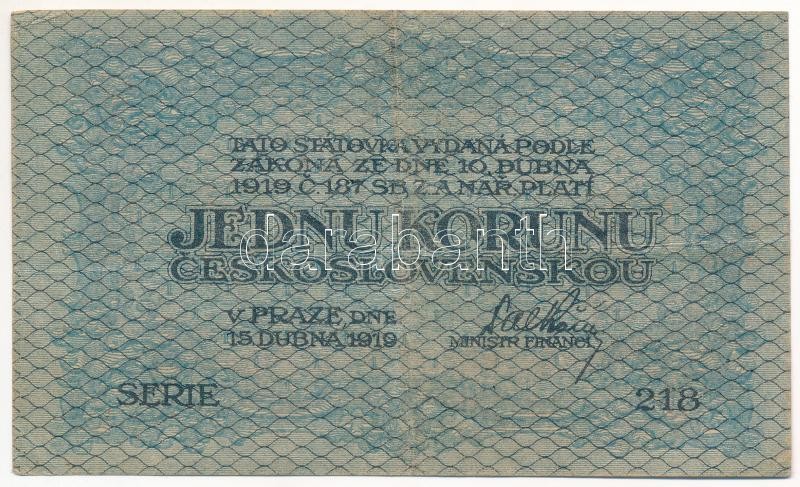 TATO STÁTOVKA VYDANÁ PODLE
ZÁKONA ZE DNE 10. DUBNA
1919 Č. 187 SB. Z. A NAŘ. PLATÍ
JEDNU KORUNU
ČESKOSLOVENSKOU
V PRAZE, DNE
15. DUBNA 1919
MINISTR FINANCÍ
SERIE 218
darabanth